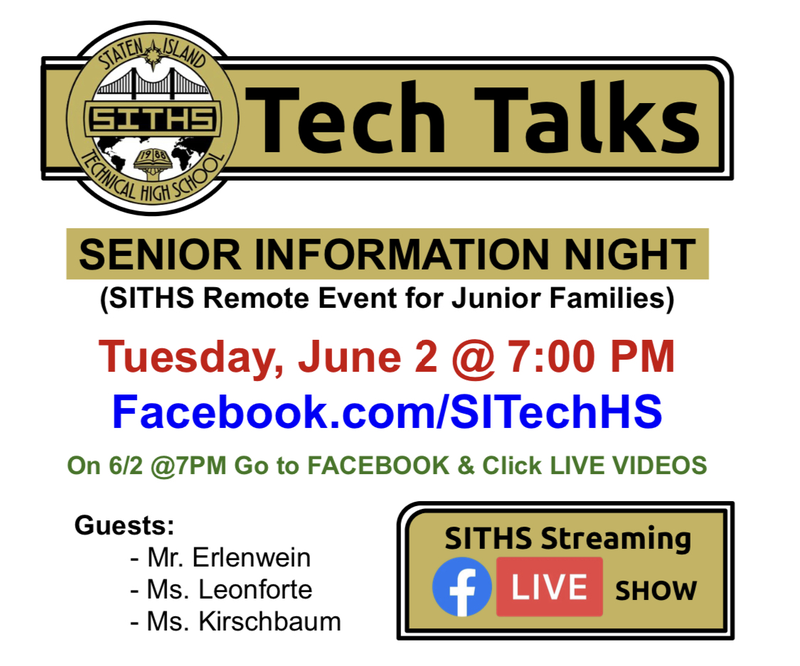 STATEN ISLAND
SITHS
1988
TECHNICAL HIGH SCHOOL
Tech Talks
SENIOR INFORMATION NIGHT
(SITHS Remote Event for Junior Families)
Tuesday, June 2 @ 7:00 PM
Facebook.com/SITechHS
On 6/2 @7PM Go to FACEBOOK & Click LIVE VIDEOS
Guests:
- Mr. Erlenwein
- Ms. Leonforte
- Ms. Kirschbaum
SITHS Streaming
f LIVE SHOW